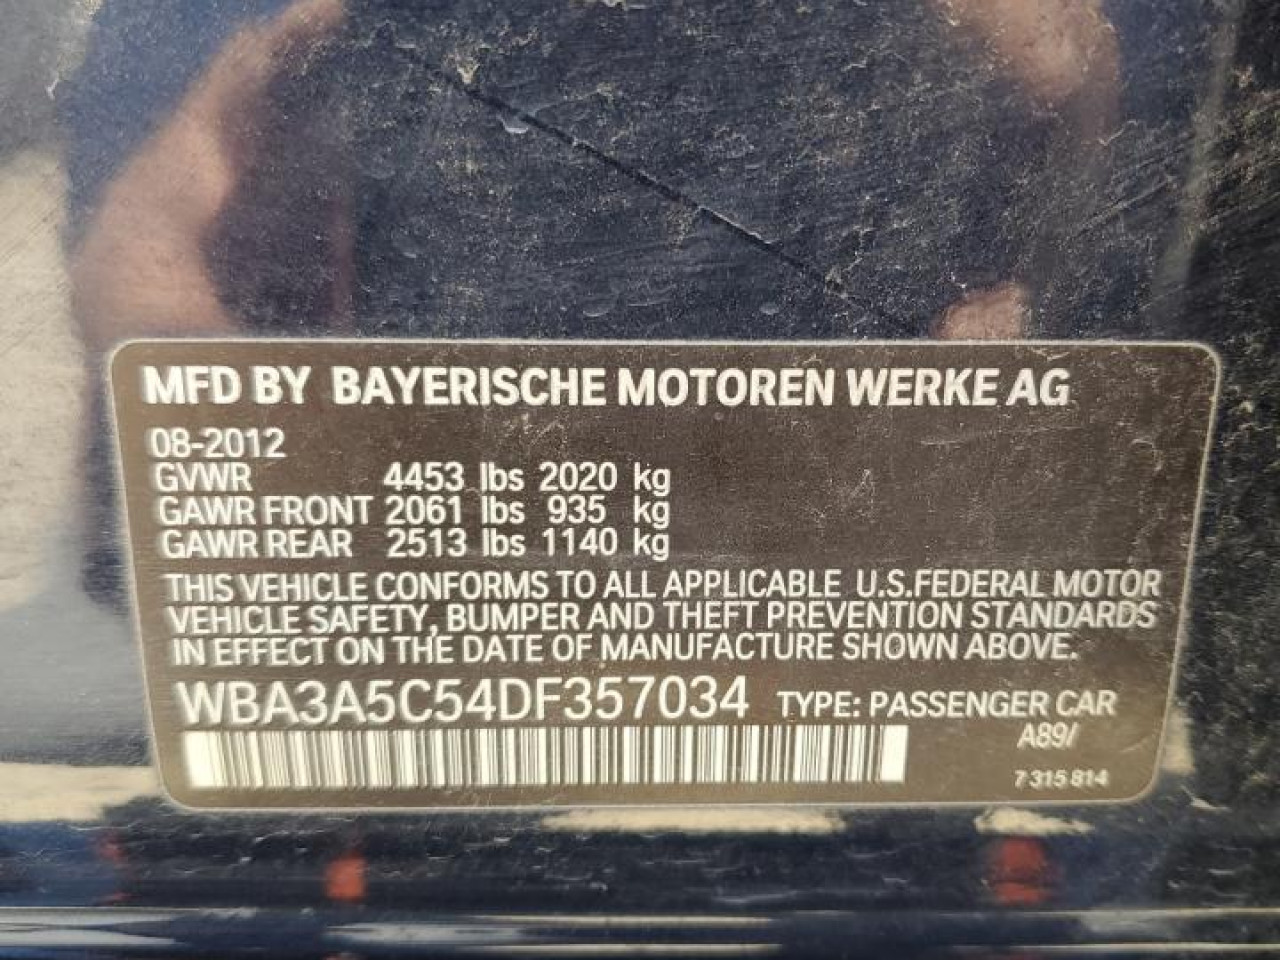 MFD BY BAYERISCHE MOTOREN WERKE AG
08-2012
GVWR 4453 lbs 2020 kg
GAWR FRONT 2061 lbs 935 kg
GAWR REAR 2513 lbs 1140 kg
THIS VEHICLE CONFORMS TO ALL APPLICABLE U.S.FEDERAL MOTOR
VEHICLE SAFETY, BUMPER AND THEFT PREVENTION STANDARDS
IN EFFECT ON THE DATE OF MANUFACTURE SHOWN ABOVE.
WBA3A5C54DF357034 TYPE: PASSENGER CAR
A89/
7 315 814